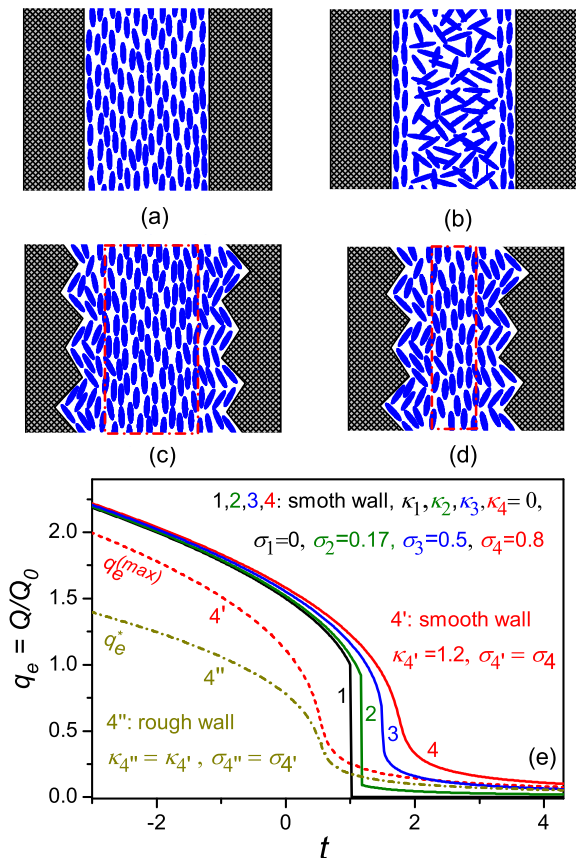 (a)
(b)
(c)
(d)
1,2,3,4: smoth wall, κ₁,κ₂,κ₃,κ₄= 0,
σ₁=0, σ₂=0.17, σ₃=0.5, σ₄=0.8
qₑ⁽ᵐᵃˣ⁾
4'
4': smooth wall
κ₄' =1.2, σ₄' = σ₄
qₑ*
4''
4'': rough wall
κ₄'' = κ₄' , σ₄'' = σ₄'
1
2
3
4
(e)
qₑ = Q/Q₀
2.0
1.5
1.0
0.5
0.0
-2
0
2
4
t